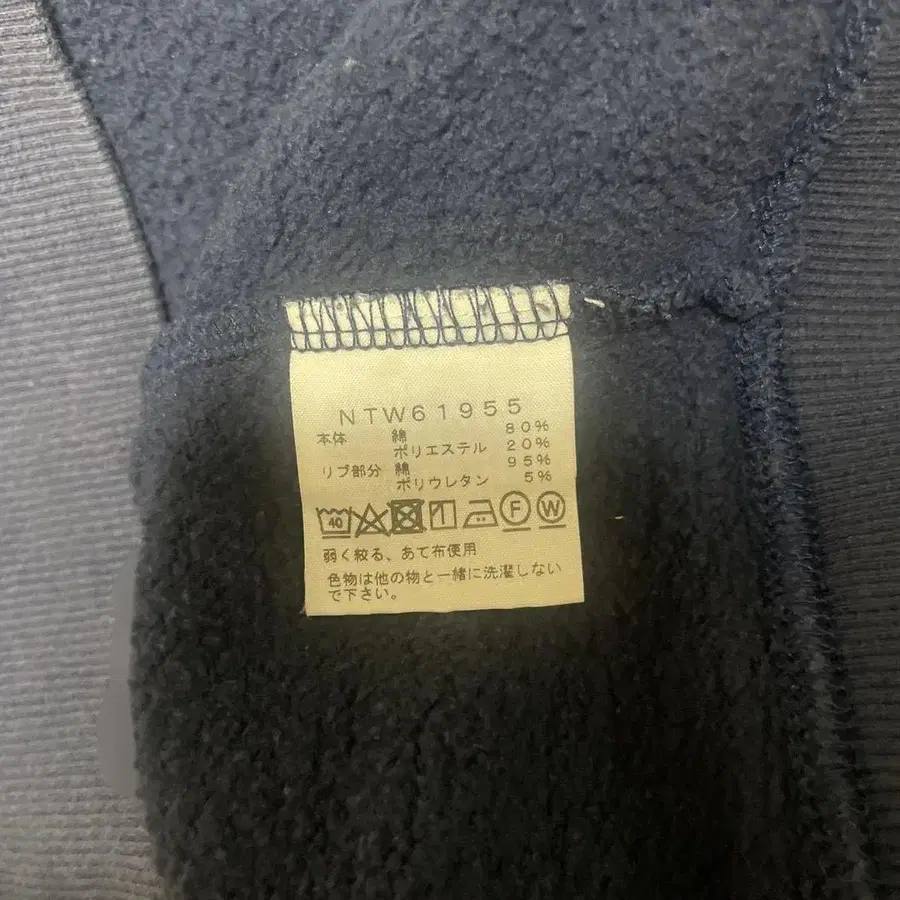 NTW61955
本体 綿 80%
ポリエステル 20%
リブ部分 綿 95%
ポリウレタン 5%
40 F W
弱く絞る、あて布使用
色物は他の物と一緒に洗濯しない
で下さい。